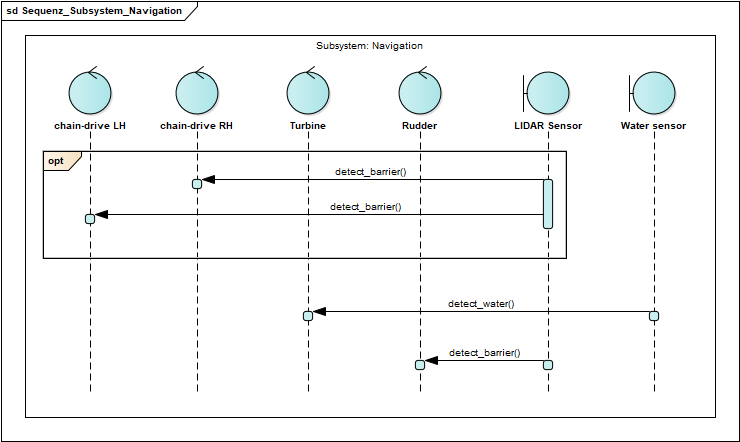 sd Sequenz_Subsystem_Navigation
Subsystem: Navigation
chain-drive LH
chain-drive RH
Turbine
Rudder
LIDAR Sensor
Water sensor
opt
detect_barrier()
detect_barrier()
detect_water()
detect_barrier()